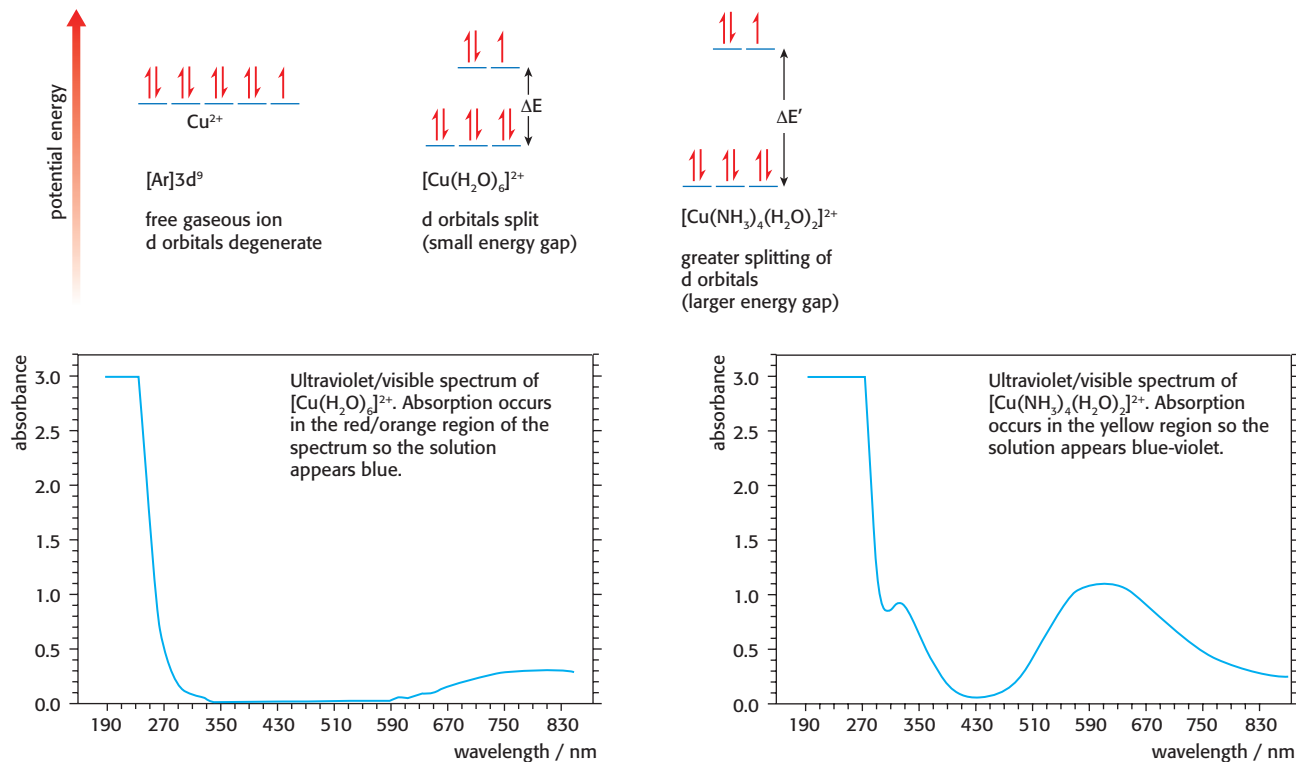 potential energy
Cu²⁺
[Ar]3d⁹
free gaseous ion
d orbitals degenerate
ΔE
[Cu(H₂O)₆]²⁺
d orbitals split
(small energy gap)
ΔE′
[Cu(NH₃)₄(H₂O)₂]²⁺
greater splitting of
d orbitals
(larger energy gap)
absorbance
3.0
2.5
2.0
1.5
1.0
0.5
0.0
Ultraviolet/visible spectrum of
[Cu(H₂O)₆]²⁺. Absorption occurs
in the red/orange region of the
spectrum so the solution
appears blue.
190 270 350 430 510 590 670 750 830
wavelength / nm
absorbance
3.0
2.5
2.0
1.5
1.0
0.5
0.0
Ultraviolet/visible spectrum of
[Cu(NH₃)₄(H₂O)₂]²⁺. Absorption
occurs in the yellow region so the
solution appears blue-violet.
190 270 350 430 510 590 670 750 830
wavelength / nm